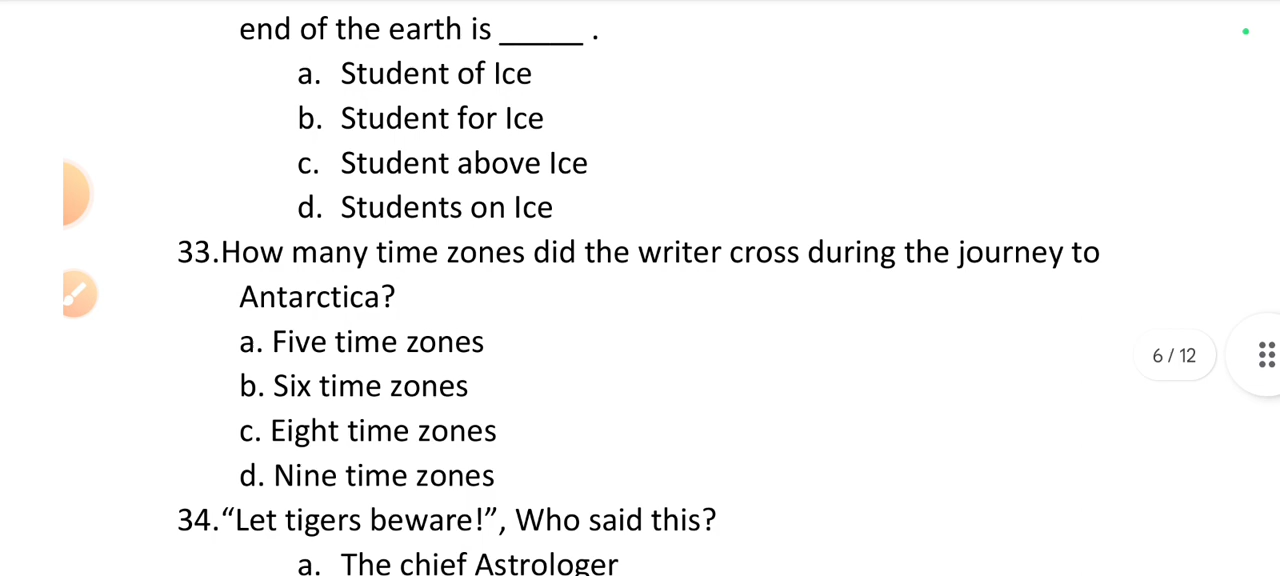 end of the earth is _____ .
a. Student of Ice
b. Student for Ice
c. Student above Ice
d. Students on Ice
33.How many time zones did the writer cross during the journey to
Antarctica?
a. Five time zones
b. Six time zones
c. Eight time zones
d. Nine time zones
6 / 12
34.“Let tigers beware!”, Who said this?
a. The chief Astrologer